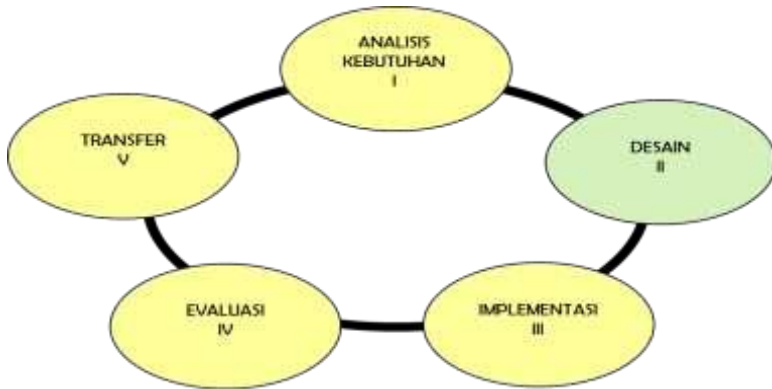 ANALISIS
KEBUTUHAN
I
DESAIN
II
IMPLEMENTASI
III
EVALUASI
IV
TRANSFER
V